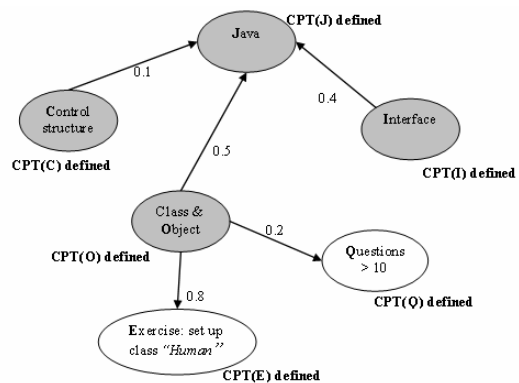 Java
CPT(J) defined
0.1
0.4
Control
structure
CPT(C) defined
Interface
CPT(I) defined
0.5
Class &
Object
CPT(O) defined
0.2
Questions
> 10
CPT(Q) defined
0.8
Exercise: set up
class “Human”
CPT(E) defined